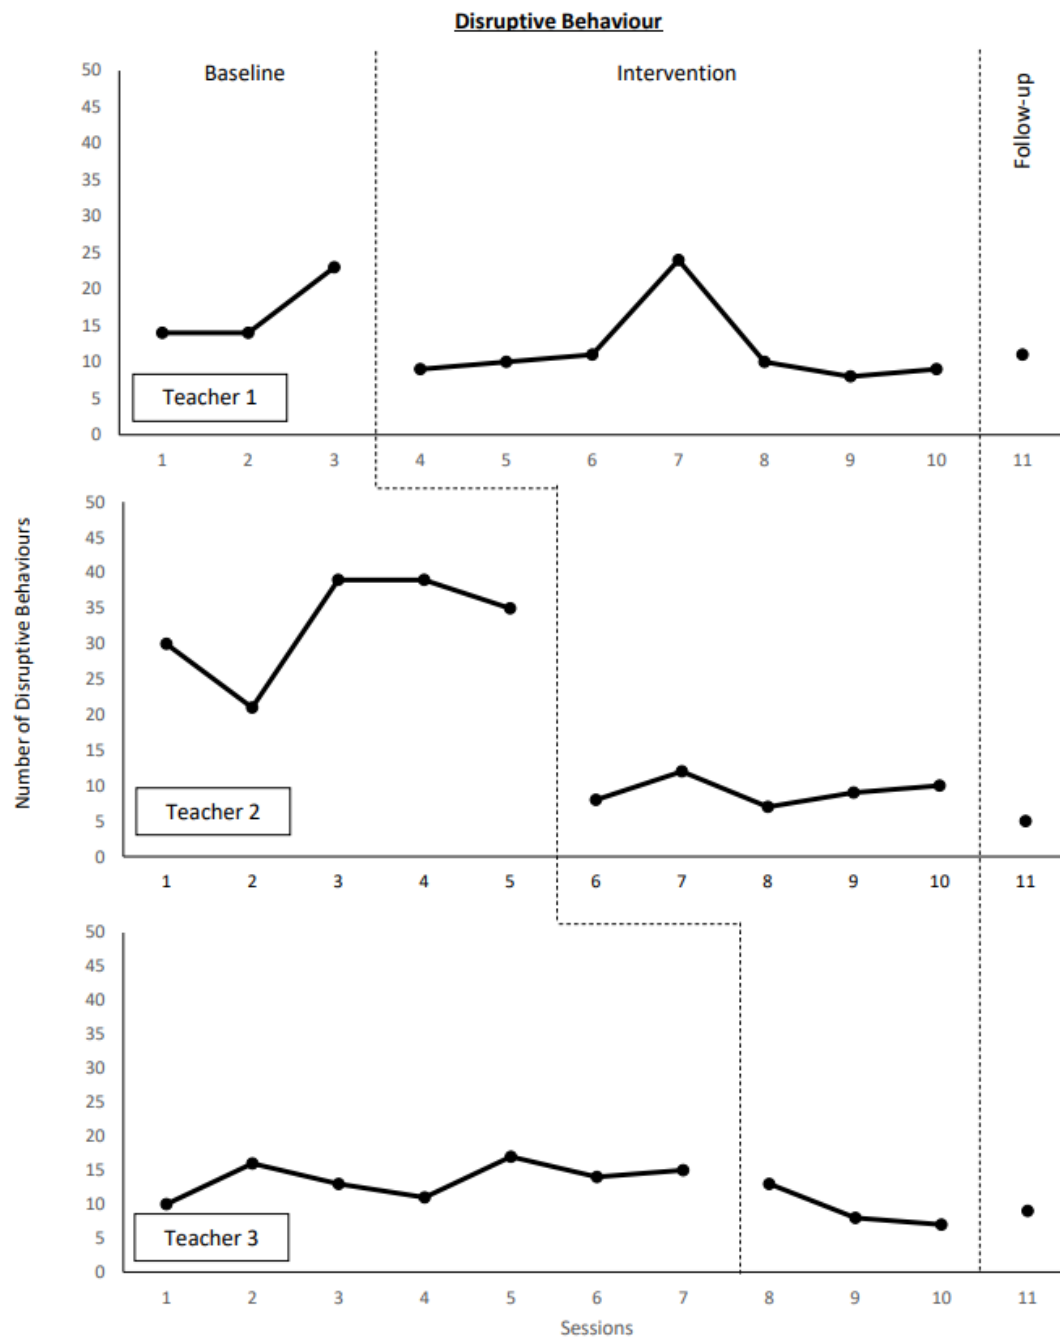 Disruptive Behaviour
Baseline
Intervention
Follow-up
50
45
40
35
30
25
20
15
10
5
0
Teacher 1
1 2 3 4 5 6 7 8 9 10 11
Number of Disruptive Behaviours
50
45
40
35
30
25
20
15
10
5
0
Teacher 2
1 2 3 4 5 6 7 8 9 10 11
50
45
40
35
30
25
20
15
10
5
0
Teacher 3
1 2 3 4 5 6 7 8 9 10 11
Sessions